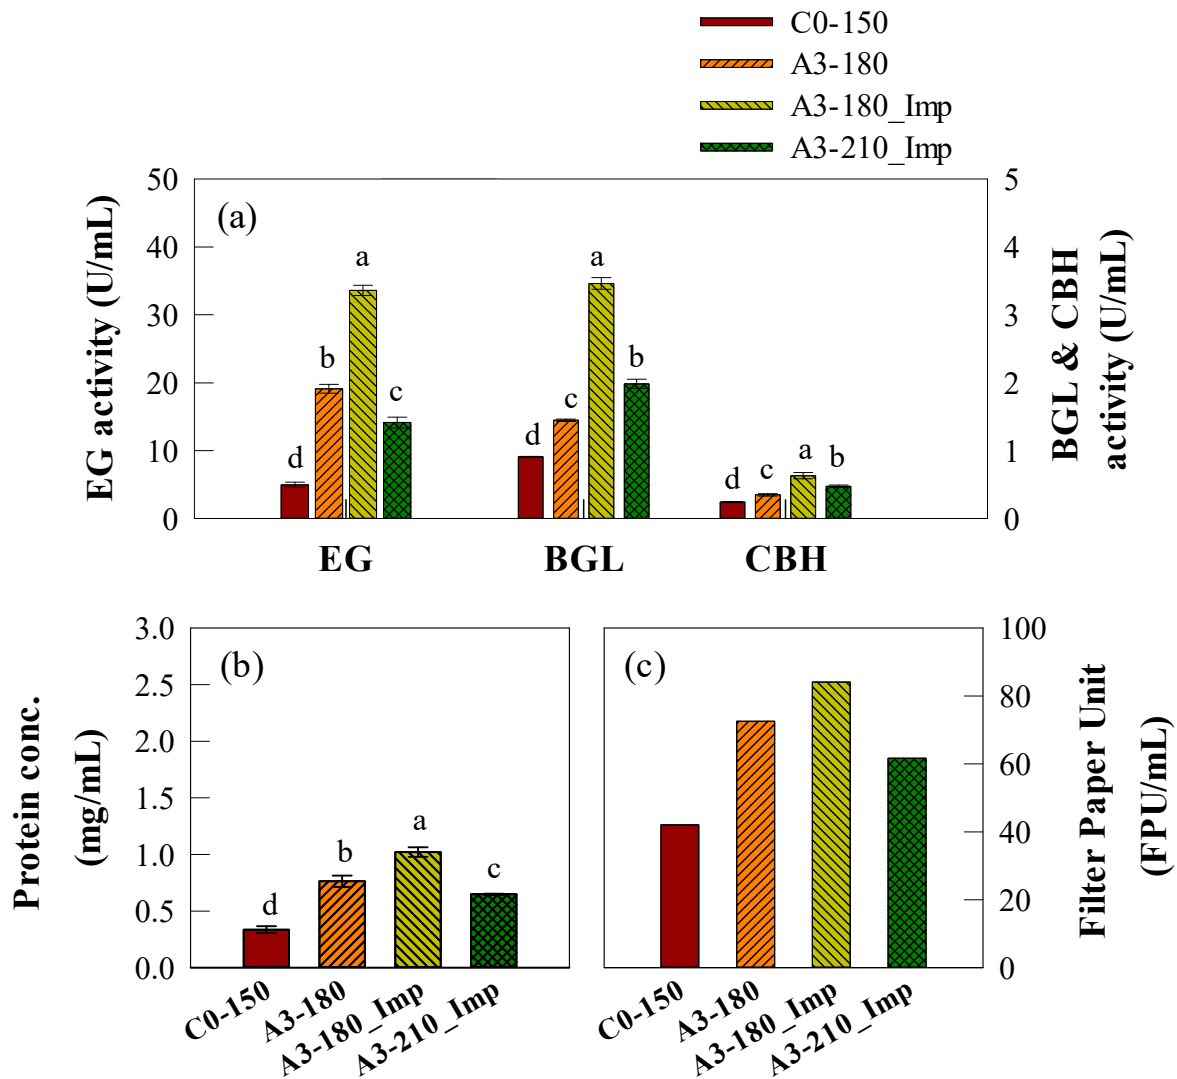 C0-150
A3-180
A3-180_Imp
A3-210_Imp
(a)
EG activity (U/mL)
50
40
30
20
10
0
BGL & CBH
activity (U/mL)
5
4
3
2
1
0
d
b
a
c
d
c
a
b
d
c
a
b
EG
BGL
CBH
(b)
Protein conc.
(mg/mL)
3.0
2.5
2.0
1.5
1.0
0.5
0.0
d
b
a
c
C0-150
A3-180
A3-180_Imp
A3-210_Imp
(c)
100
80
60
40
20
0
Filter Paper Unit
(FPU/mL)
C0-150
A3-180
A3-180_Imp
A3-210_Imp